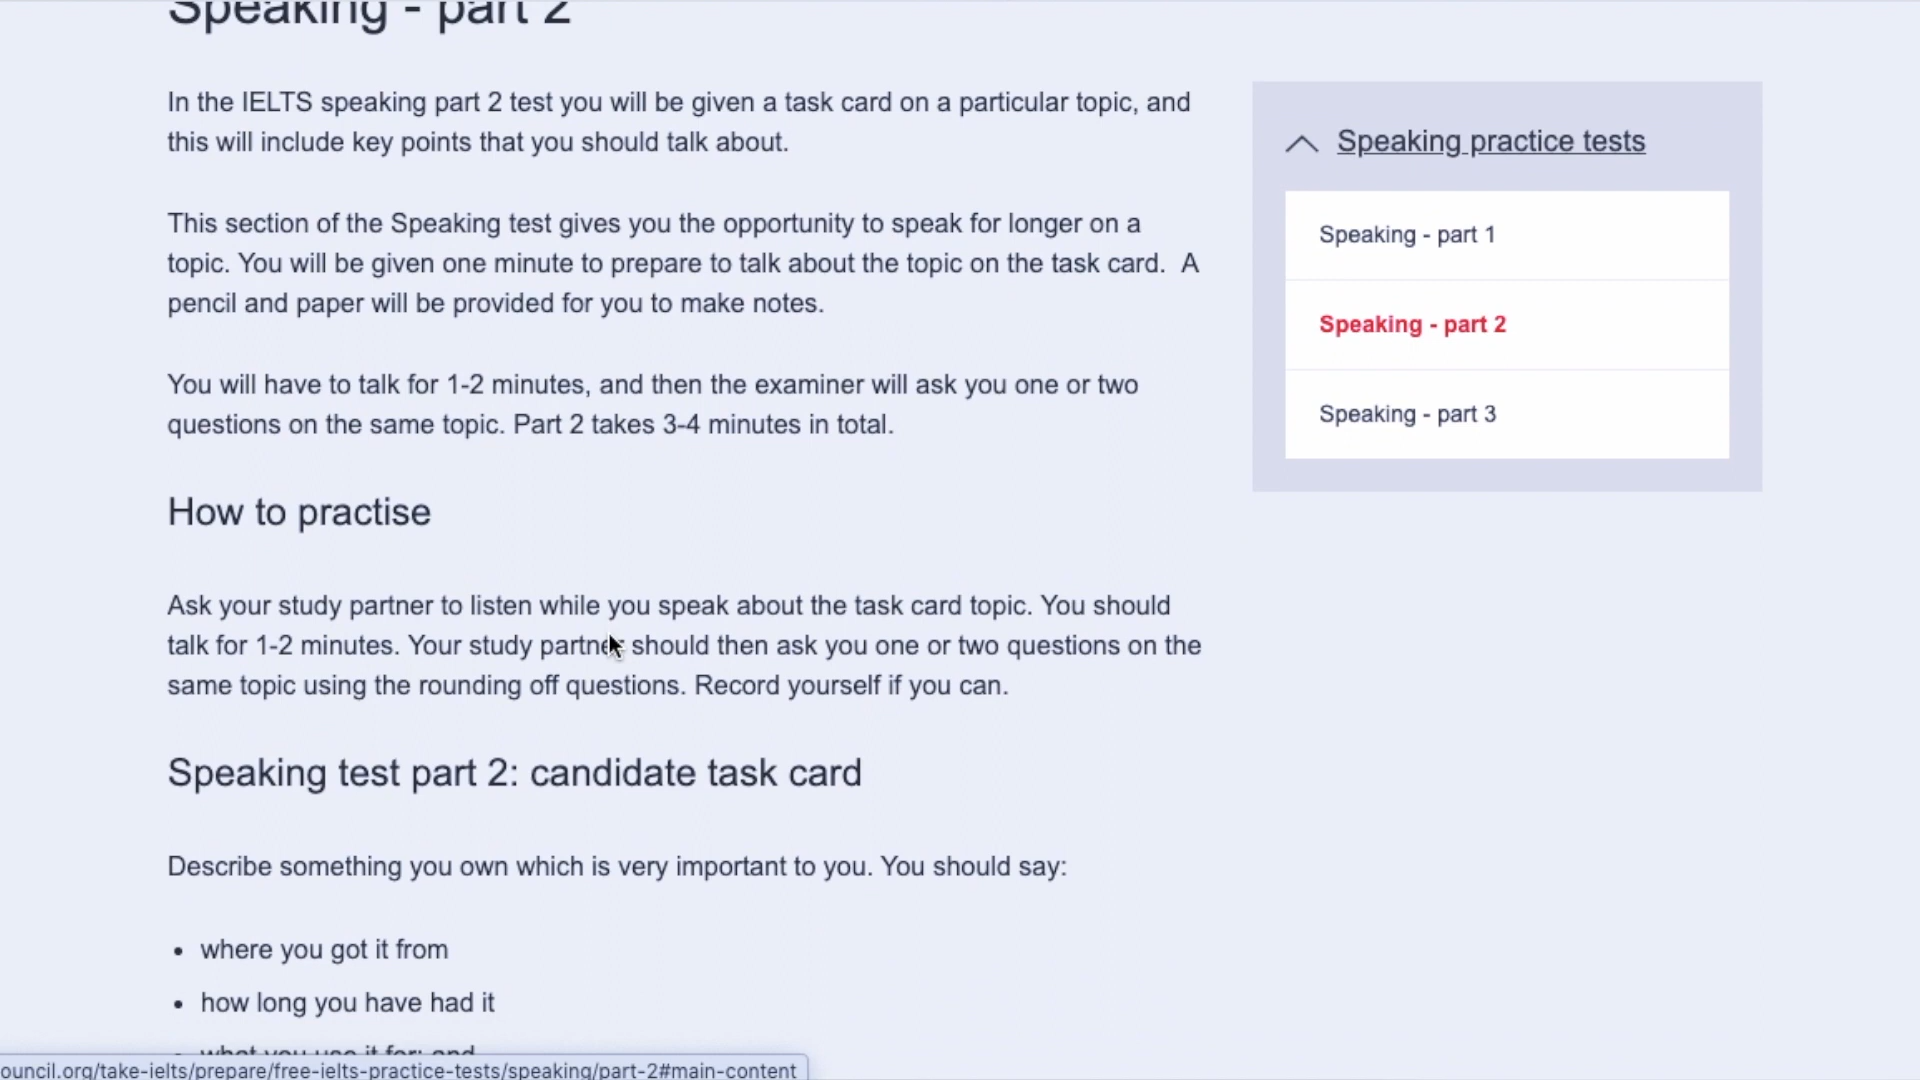 Speaking - part 2
In the IELTS speaking part 2 test you will be given a task card on a particular topic, and
this will include key points that you should talk about.
This section of the Speaking test gives you the opportunity to speak for longer on a
topic. You will be given one minute to prepare to talk about the topic on the task card.  A
pencil and paper will be provided for you to make notes.
You will have to talk for 1-2 minutes, and then the examiner will ask you one or two
questions on the same topic. Part 2 takes 3-4 minutes in total.
How to practise
Ask your study partner to listen while you speak about the task card topic. You should
talk for 1-2 minutes. Your study partner should then ask you one or two questions on the
same topic using the rounding off questions. Record yourself if you can.
Speaking test part 2: candidate task card
Describe something you own which is very important to you. You should say:
• where you got it from
• how long you have had it
• what you use it for; and
ouncil.org/take-ielts/prepare/free-ielts-practice-tests/speaking/part-2#main-content
Speaking practice tests
Speaking - part 1
Speaking - part 2
Speaking - part 3